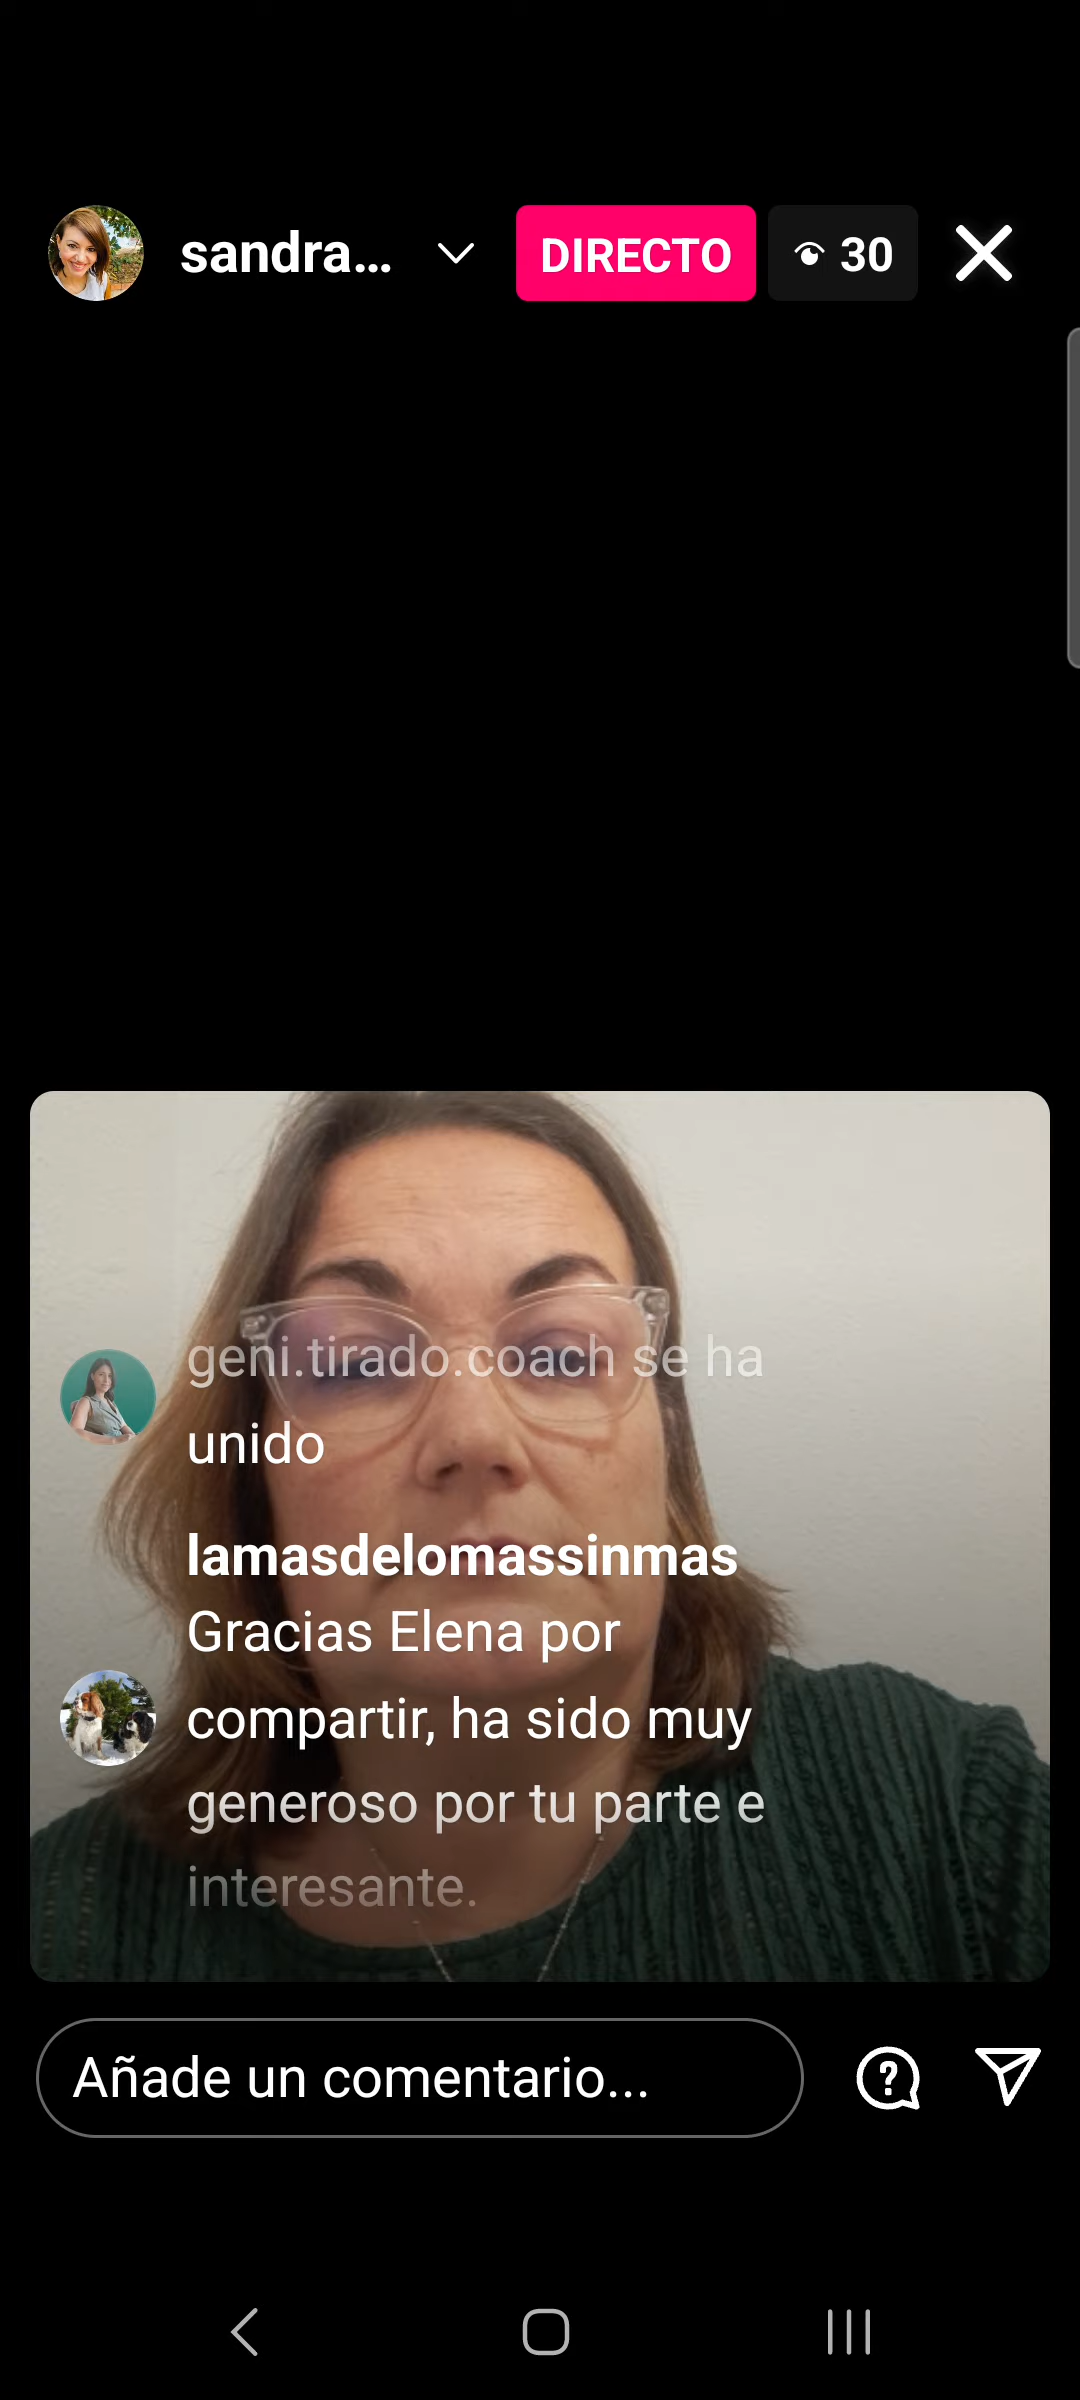 sandra...
DIRECTO
30
geni.tirado.coach se ha
unido
lamasdelomassinmas
Gracias Elena por
compartir, ha sido muy
generoso por tu parte e
interesante.
Añade un comentario...